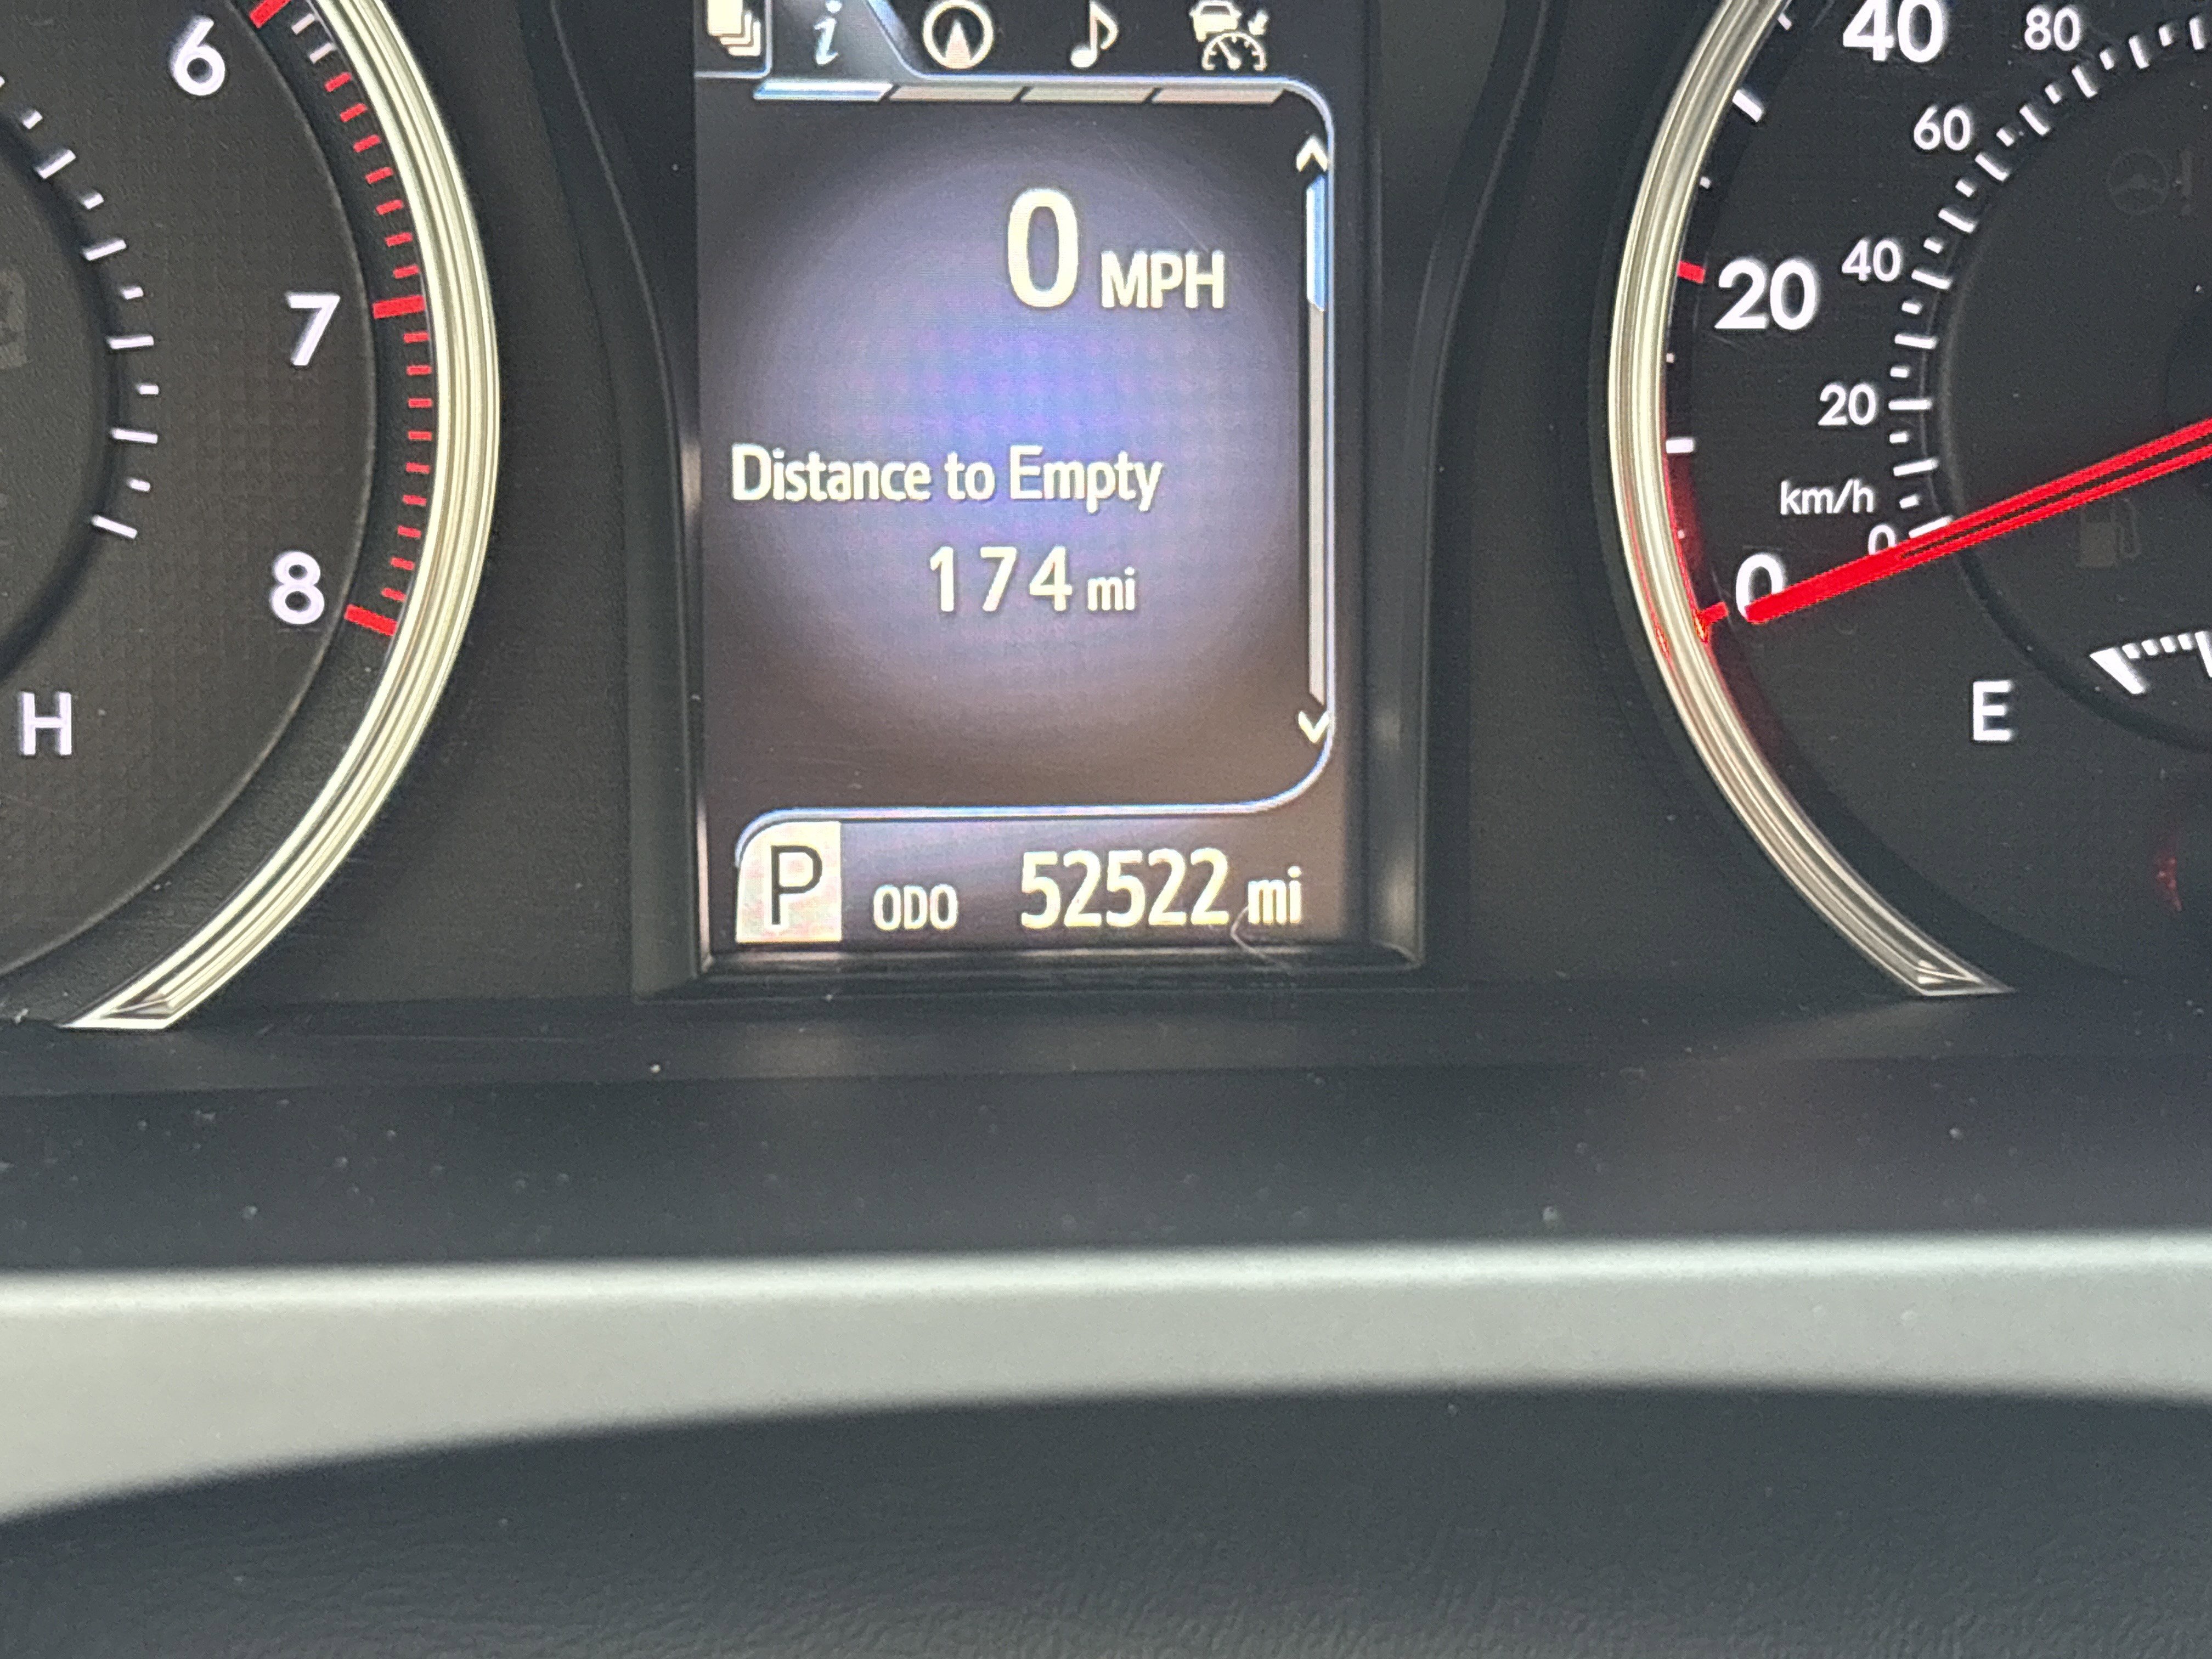 6
7
8
H
i
0 MPH
Distance to Empty
174 mi
P ODO 52522 mi
40
80
60
20
40
20
km/h
0
0
E